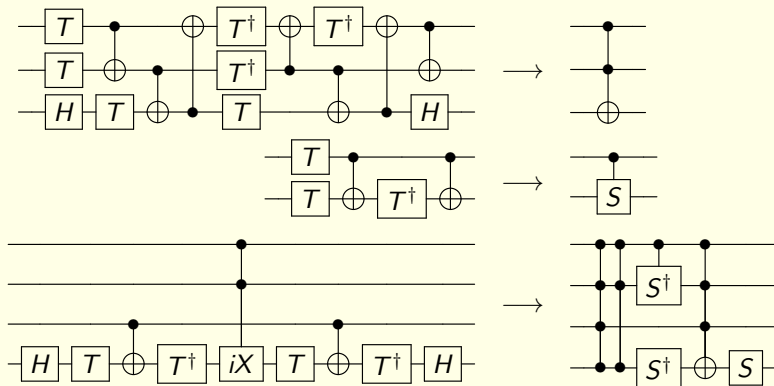 T T† T†
T T† →
H T T H
T
T T† → S
→ S†
H T T† iX T T† H S† S